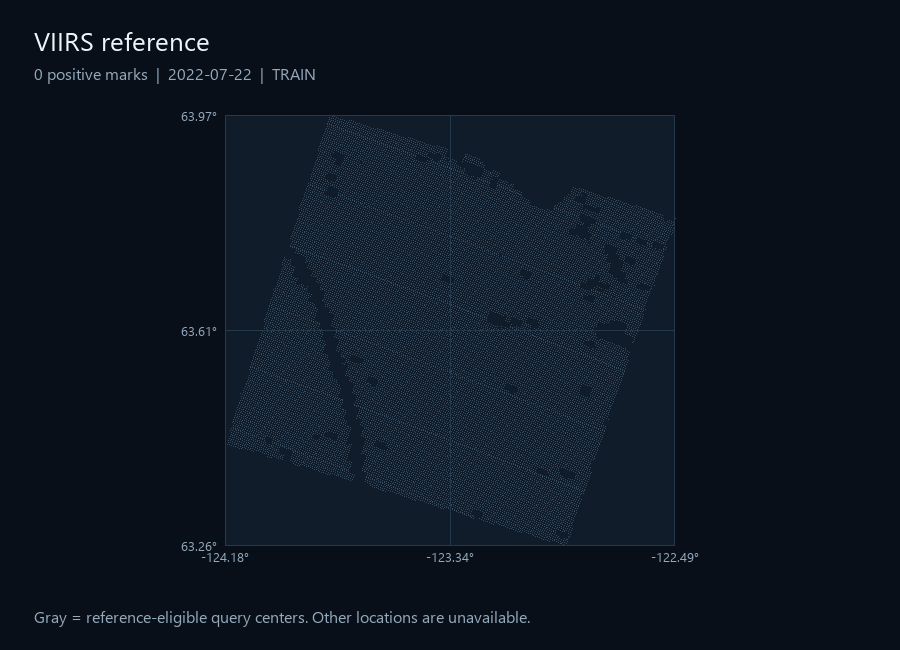 VIIRS reference
0 positive marks | 2022-07-22 | TRAIN
63.97°
63.61°
63.26°
-124.18°
-123.34°
-122.49°
Gray = reference-eligible query centers. Other locations are unavailable.